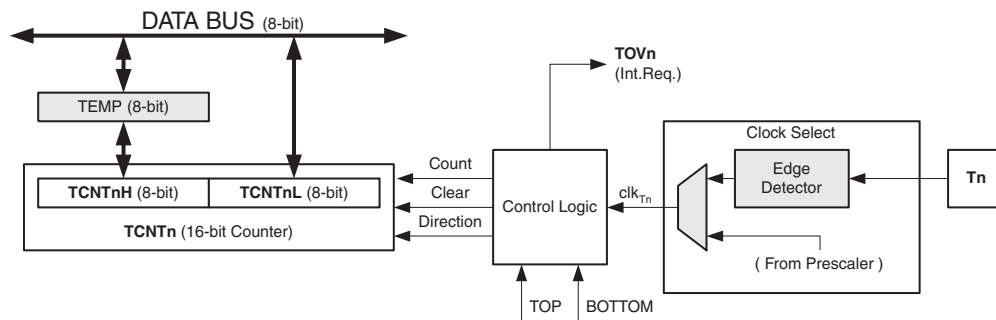 DATA BUS (8-bit)
TOVn
(Int.Req.)
TEMP (8-bit)
Clock Select
Count
Edge
Detector
Tn
TCNTnH (8-bit)
TCNTnL (8-bit)
Clear
Control Logic
clkTn
TCNTn (16-bit Counter)
Direction
( From Prescaler )
TOP
BOTTOM